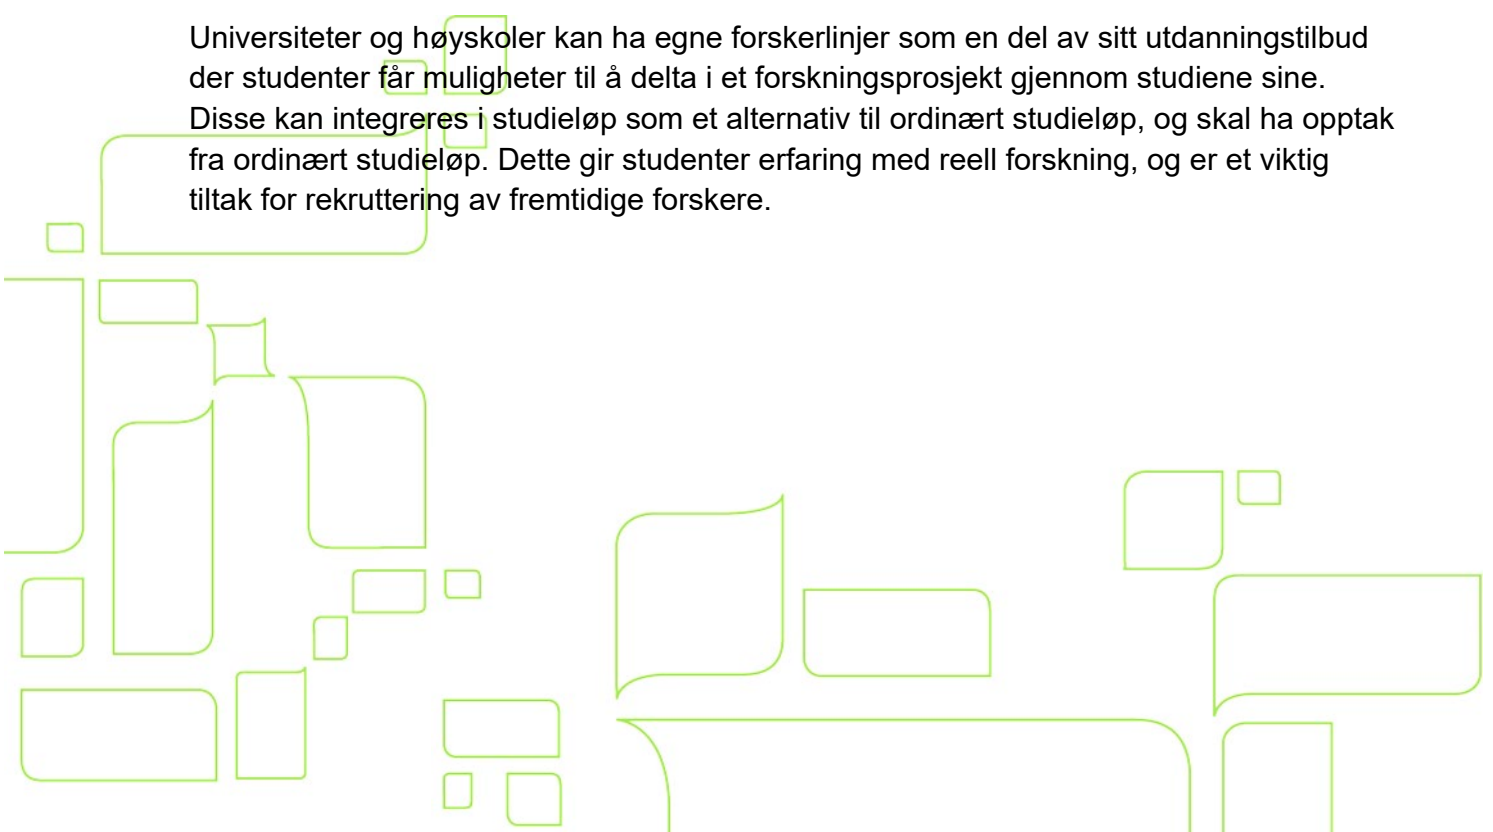 Universiteter og høyskoler kan ha egne forskerlinjer som en del av sitt utdanningstilbud
der studenter får muligheter til å delta i et forskningsprosjekt gjennom studiene sine.
Disse kan integreres i studieløp som et alternativ til ordinært studieløp, og skal ha opptak
fra ordinært studieløp. Dette gir studenter erfaring med reell forskning, og er et viktig
tiltak for rekruttering av fremtidige forskere.